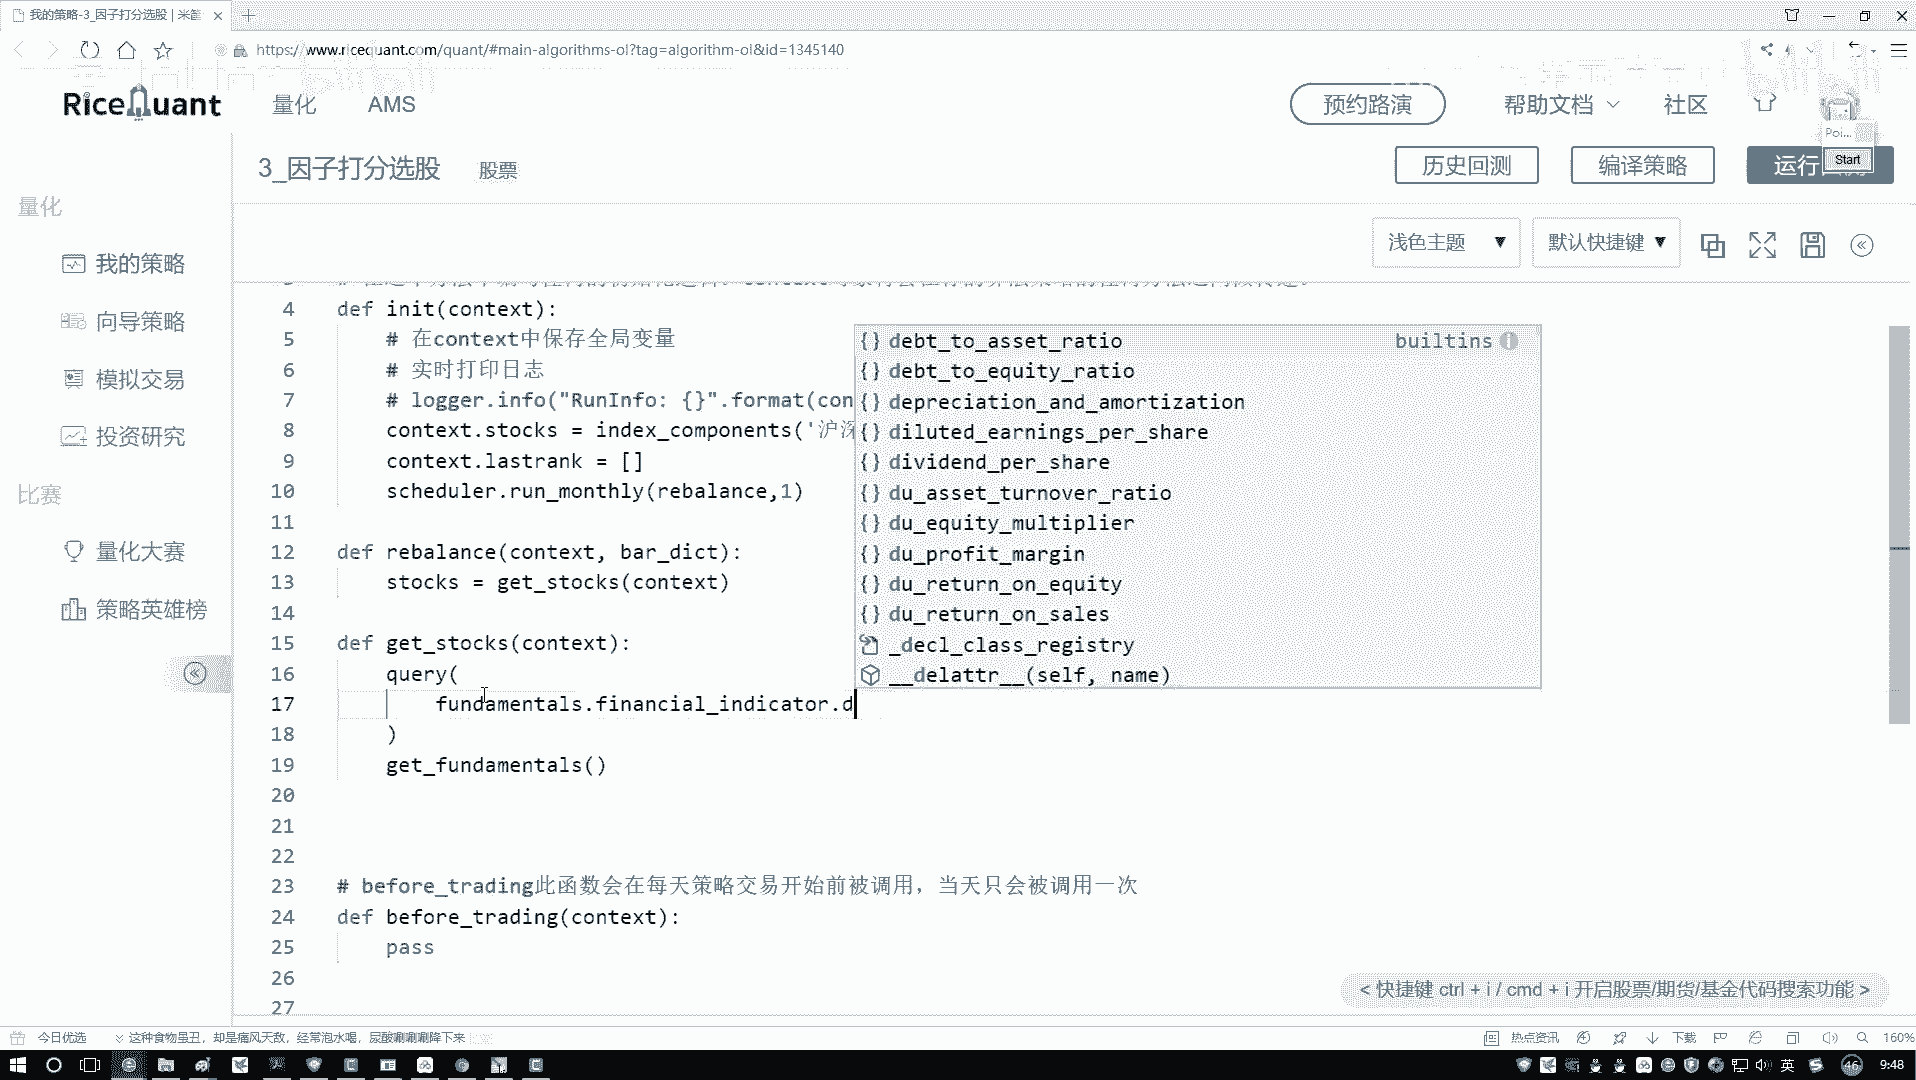 我的策略-3_因子打分选股 | 米筐
https://www.ricequant.com/quant/#main-algorithms-ol?tag=algorithm-ol&id=1345140
RiceQuant
量化
AMS
预约路演
帮助文档
社区
Poi...
Start
3_因子打分选股
股票
历史回测
编译策略
运行
浅色主题
默认快捷键
量化
我的策略
向导策略
模拟交易
投资研究
比赛
量化大赛
策略英雄榜
4 def init(context):
5 # 在context中保存全局变量
6 # 实时打印日志
7 # logger.info("RunInfo: {}".format(con
8 context.stocks = index_components('沪深
9 context.lastrank = []
10 scheduler.run_monthly(rebalance,1)
11
12 def rebalance(context, bar_dict):
13 stocks = get_stocks(context)
14
15 def get_stocks(context):
16 query(
17 fundamentals.financial_indicator.d
18 )
19 get_fundamentals()
20
21
22
23 # before_trading此函数会在每天策略交易开始前被调用，当天只会被调用一次
24 def before_trading(context):
25 pass
26
27
{} debt_to_asset_ratio builtins
{} debt_to_equity_ratio
{} depreciation_and_amortization
{} diluted_earnings_per_share
{} dividend_per_share
{} du_asset_turnover_ratio
{} du_equity_multiplier
{} du_profit_margin
{} du_return_on_equity
{} du_return_on_sales
_decl_class_registry
__delattr__(self, name)
< 快捷键 ctrl + i / cmd + i 开启股票/期货/基金代码搜索功能 >
今日优选
这种食物虽丑，却是痛风天敌，经常泡水喝，尿酸唰唰唰降下来
热点资讯
下载
160%
英
46
9:48